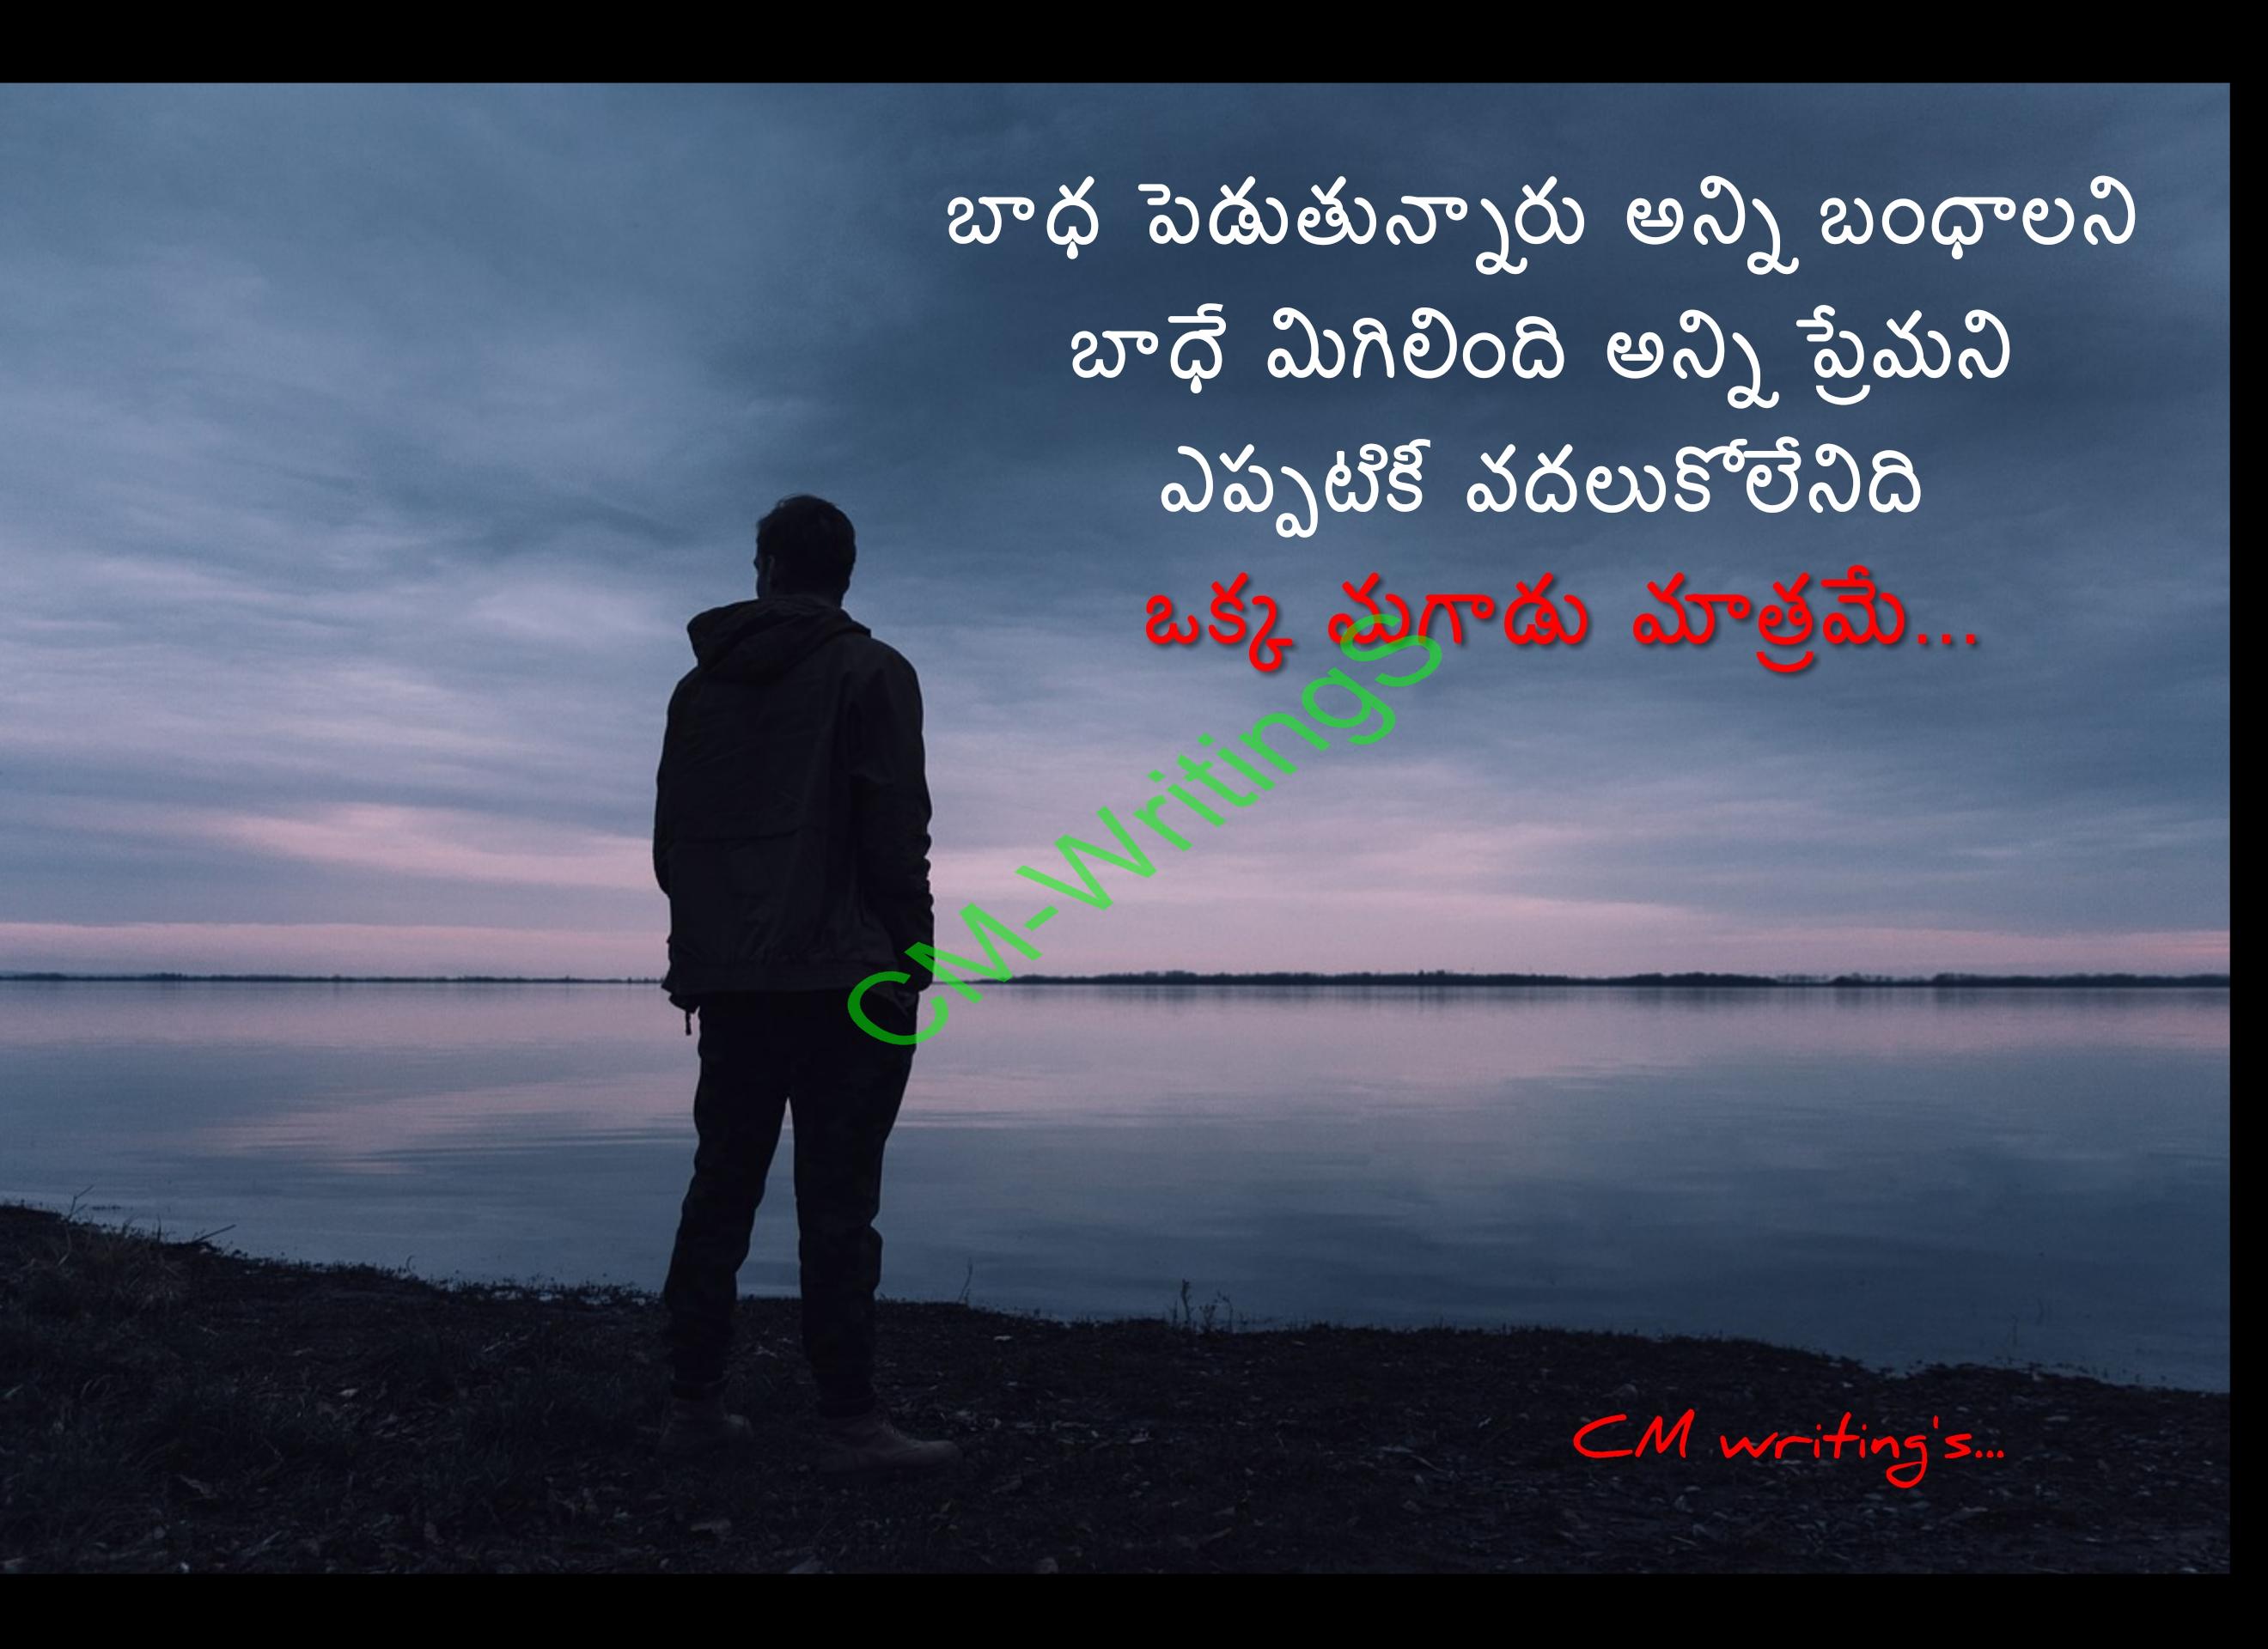 బాధ పెడుతున్నారు అన్ని బంధాలని
బాధే మిగిలింది అన్ని ప్రేమని
ఎప్పటికీ వదలుకోలేనిది
ఒక్క మగాడు మాత్రమే...
CM-WritingS
CM writing's...